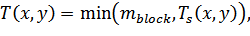 T(x, y) = min(m_block, T_s(x, y)),